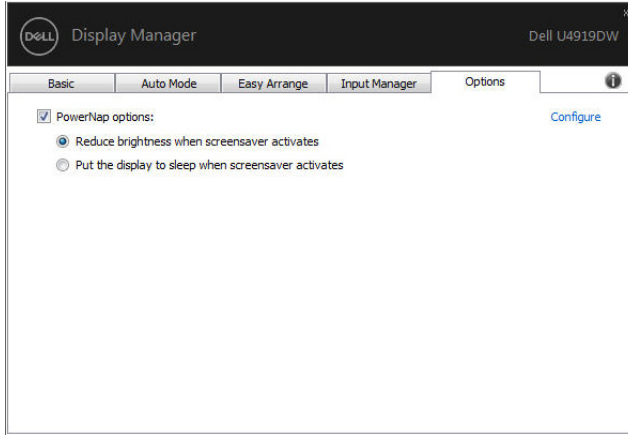 x
DELL Display Manager Dell U4919DW
Basic Auto Mode Easy Arrange Input Manager Options i
PowerNap options: Configure
Reduce brightness when screensaver activates
Put the display to sleep when screensaver activates